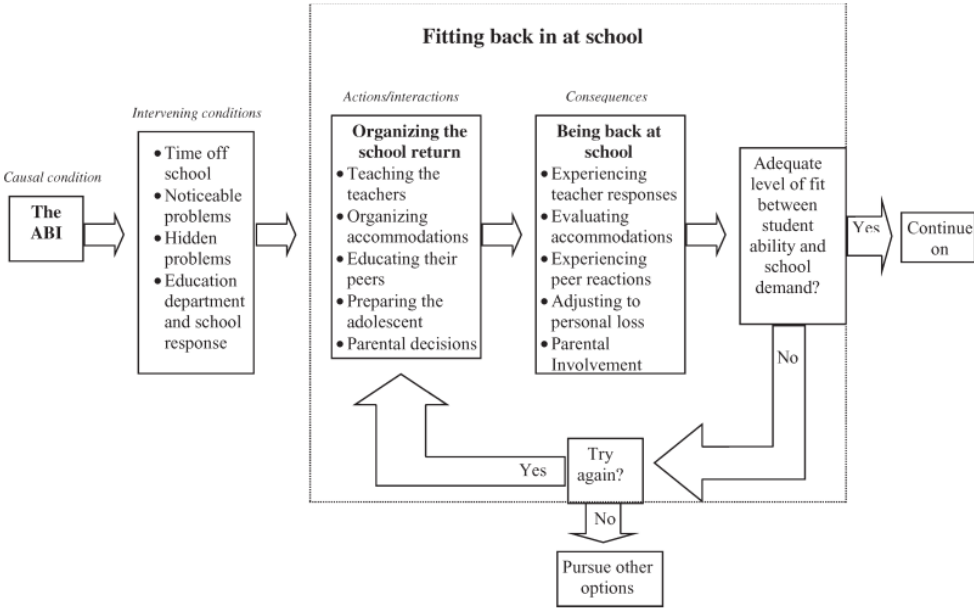 Fitting back in at school
Causal condition
The
ABI
Intervening conditions
• Time off
school
• Noticeable
problems
• Hidden
problems
• Education
department
and school
response
Actions/interactions
Organizing the
school return
• Teaching the
teachers
• Organizing
accommodations
• Educating their
peers
• Preparing the
adolescent
• Parental decisions
Consequences
Being back at
school
• Experiencing
teacher responses
• Evaluating
accommodations
• Experiencing
peer reactions
• Adjusting to
personal loss
• Parental
Involvement
Adequate
level of fit
between
student
ability and
school
demand?
Yes
Continue
on
No
Try
again?
Yes
No
Pursue other
options